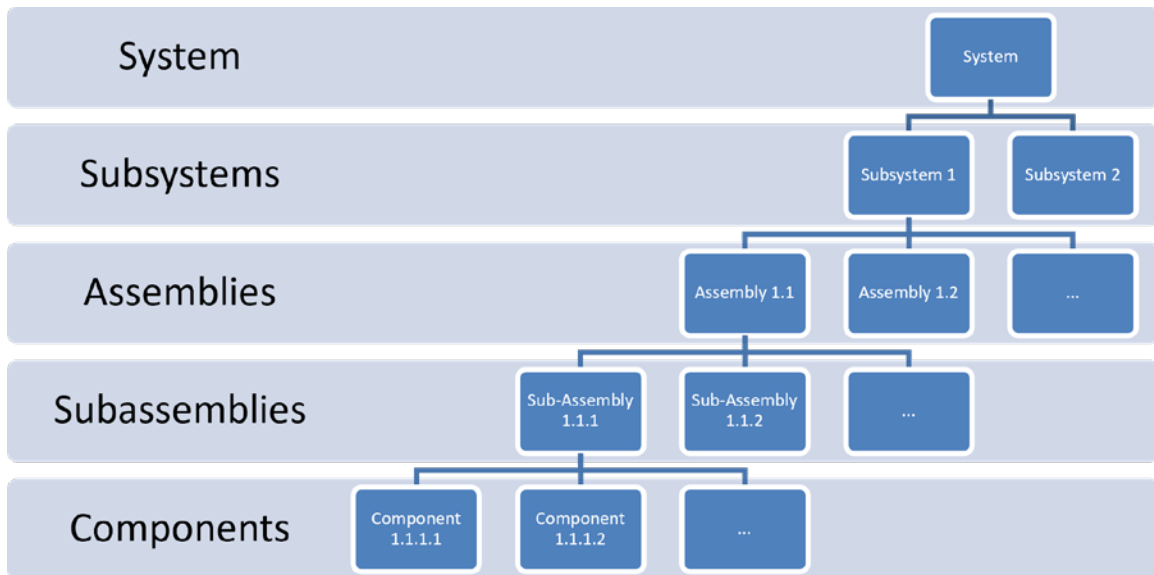 System
System
Subsystems
Subsystem 1
Subsystem 2
Assemblies
Assembly 1.1
Assembly 1.2
...
Subassemblies
Sub-Assembly
1.1.1
Sub-Assembly
1.1.2
...
Components
Component
1.1.1.1
Component
1.1.1.2
...